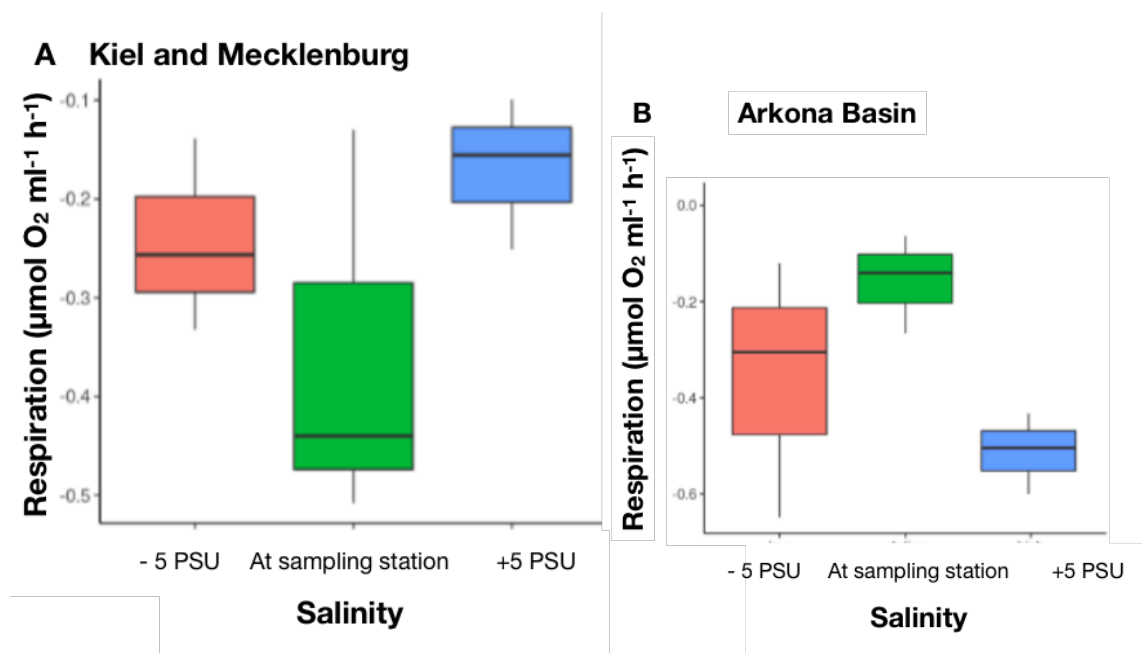 A Kiel and Mecklenburg
Respiration (µmol O₂ ml⁻¹ h⁻¹)
-0.1
-0.2
-0.3
-0.4
-0.5
- 5 PSU At sampling station +5 PSU
Salinity
B Arkona Basin
Respiration (µmol O₂ ml⁻¹ h⁻¹)
0.0
-0.2
-0.4
-0.6
- 5 PSU At sampling station +5 PSU
Salinity